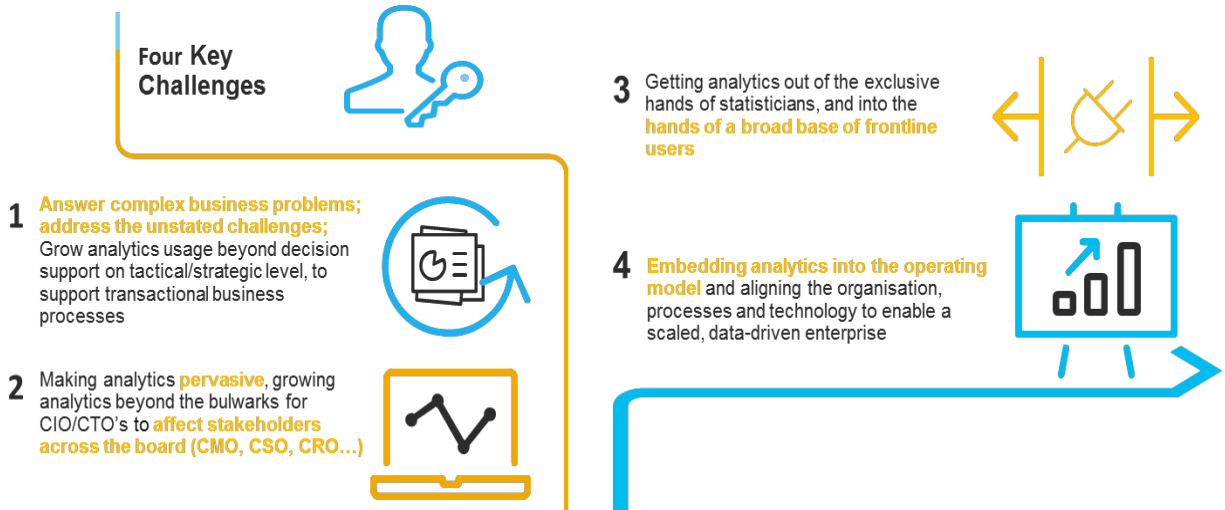 Four Key
Challenges
1
Answer complex business problems;
address the unstated challenges;
Grow analytics usage beyond decision
support on tactical/strategic level, to
support transactional business
processes
2
Making analytics pervasive, growing
analytics beyond the bulwarks for
CIO/CTO's to affect stakeholders
across the board (CMO, CSO, CRO…)
3
Getting analytics out of the exclusive
hands of statisticians, and into the
hands of a broad base of frontline
users
4
Embedding analytics into the operating
model and aligning the organisation,
processes and technology to enable a
scaled, data-driven enterprise